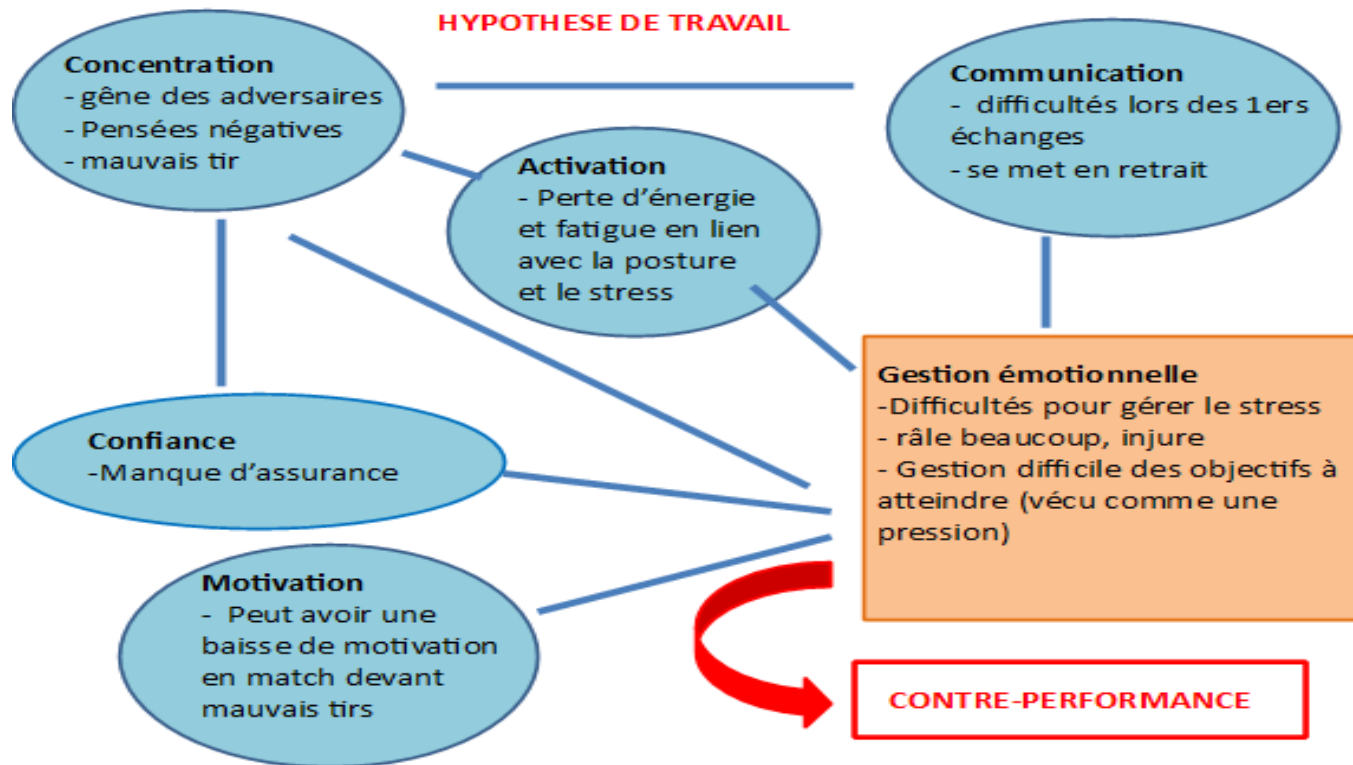 HYPOTHESE DE TRAVAIL
Concentration
- gêne des adversaires
- Pensées négatives
- mauvais tir
Communication
- difficultés lors des 1ers
échanges
- se met en retrait
Activation
- Perte d'énergie
et fatigue en lien
avec la posture
et le stress
Gestion émotionnelle
-Difficultés pour gérer le stress
- râle beaucoup, injure
- Gestion difficile des objectifs à
atteindre (vécu comme une
pression)
Confiance
-Manque d'assurance
Motivation
- Peut avoir une
baisse de motivation
en match devant
mauvais tirs
CONTRE-PERFORMANCE